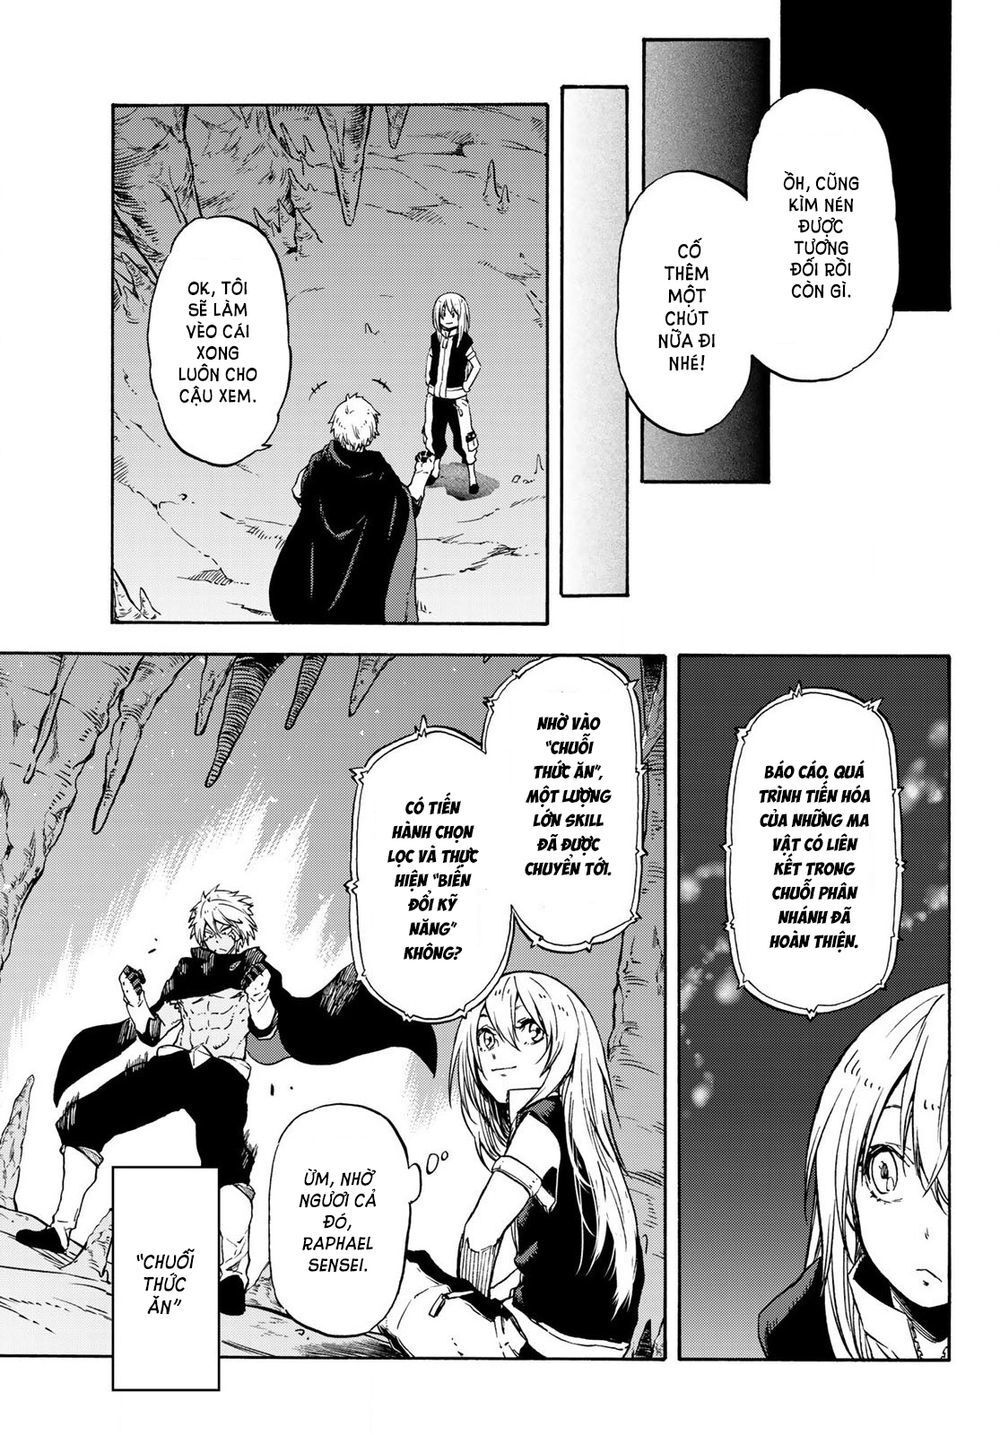 ỒH, CŨNG
KÌM NÉN
ĐƯỢC
TƯƠNG
ĐỐI RỒI
CÒN GÌ.
CỐ
THÊM
MỘT
CHÚT
NỮA ĐI
NHÉ!
OK, TÔI
SẼ LÀM
VÈO CÁI
XONG
LUÔN CHO
CẬU XEM.
BÁO CÁO. QUÁ
TRÌNH TIẾN HÓA
CỦA NHỮNG MA
VẬT CÓ LIÊN
KẾT TRONG
CHUỖI PHÂN
NHÁNH ĐÃ
HOÀN THIỆN.
NHỜ VÀO
“CHUỖI
THỨC ĂN”,
MỘT LƯỢNG
LỚN SKILL
ĐÃ ĐƯỢC
CHUYỂN TỚI.
CÓ TIẾN
HÀNH CHỌN
LỌC VÀ THỰC
HIỆN “BIẾN
ĐỔI KỸ
NĂNG”
KHÔNG?
ỪM, NHỜ
NGƯƠI CẢ
ĐÓ,
RAPHAEL
SENSEI.
“CHUỖI
THỨC
ĂN”